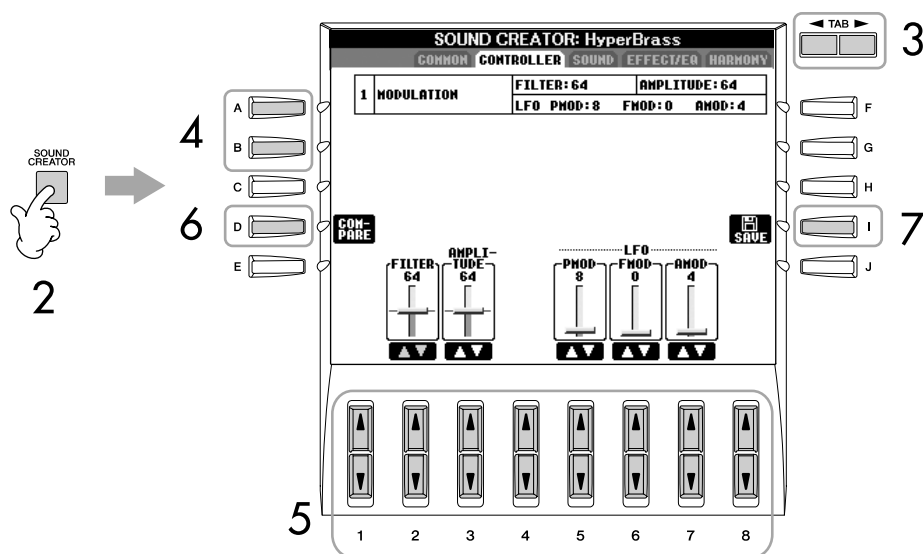 ◄ TAB ►
3
SOUND CREATOR: HyperBrass
COMMON CONTROLLER SOUND EFFECT/EQ HARMONY
1 MODULATION
FILTER:64 AMPLITUDE:64
LFO PMOD:8 FMOD:0 AMOD:4
4
A
B
C
6
D
E
F
G
H
I
7
J
SOUND
CREATOR
2
COM-
PARE
SAVE
FILTER
64
AMPLI-
TUDE
64
LFO
PMOD
8
FMOD
0
AMOD
4
5
1 2 3 4 5 6 7 8